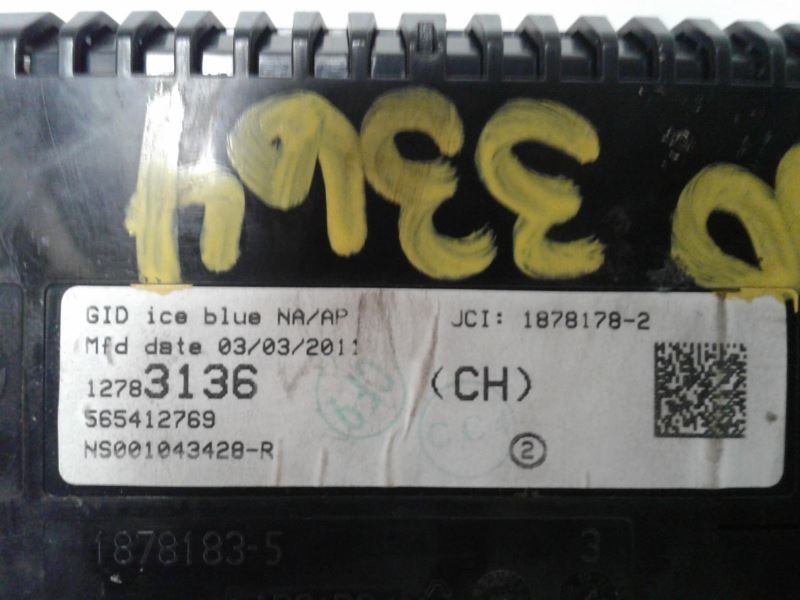 3364
GID ice blue NA/AP JCI: 1878178-2
Mfd date 03/03/2011
12783136 (CH)
565412769
NS001043428-R
2
1878183-5 3